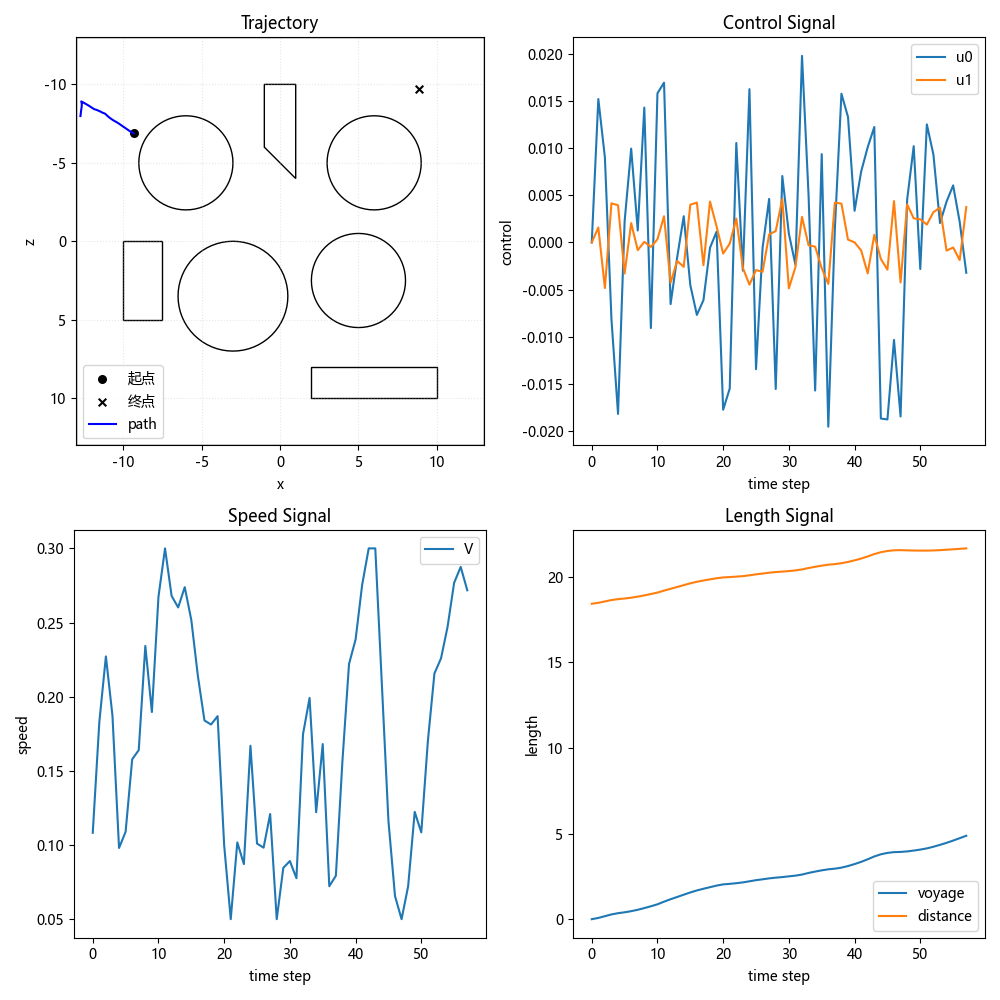 Trajectory
-10
-5
0
5
10
z
-10
-5
0
5
10
x
起点
终点
path
Control Signal
0.020
0.015
0.010
0.005
0.000
-0.005
-0.010
-0.015
-0.020
control
0
10
20
30
40
50
time step
u0
u1
Speed Signal
0.30
0.25
0.20
0.15
0.10
0.05
speed
0
10
20
30
40
50
time step
V
Length Signal
20
15
10
5
0
length
0
10
20
30
40
50
time step
voyage
distance